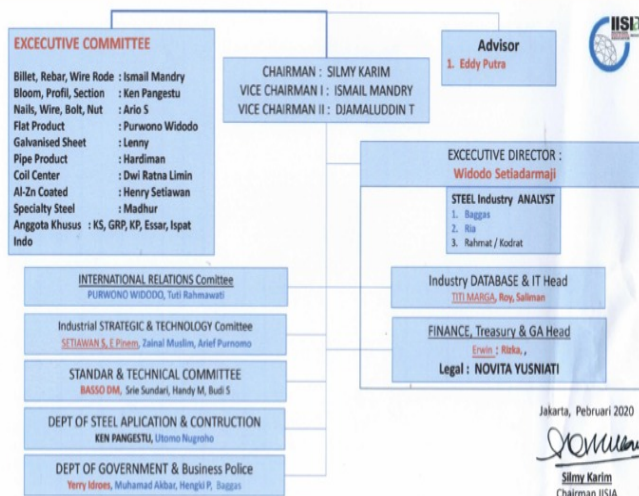 EXCECUTIVE COMMITTEE
Billet, Rebar, Wire Rode : Ismail Mandry
Bloom, Profil, Section : Ken Pangestu
Nails, Wire, Bolt, Nut : Ario S
Flat Product : Purwono Widodo
Galvanised Sheet : Lenny
Pipe Product : Hardiman
Coil Center : Dwi Ratna Limin
Al-Zn Coated : Henry Setiawan
Specialty Steel : Madhur
Anggota Khusus : KS, GRP, KP, Essar, Ispat
Indo
CHAIRMAN : SILMY KARIM
VICE CHAIRMAN I : ISMAIL MANDRY
VICE CHAIRMAN II : DJAMALUDDIN T
Advisor
1. Eddy Putra
IISIA
EXCECUTIVE DIRECTOR :
Widodo Setiadarmaji
STEEL Industry ANALYST
1. Baggas
2. Ria
3. Rahmat / Kodrat
INTERNATIONAL RELATIONS Comittee
PURWONO WIDODO, Tuti Rahmawati
Industrial STRATEGIC & TECHNOLOGY Comittee
SETIAWAN S, E Pinem, Zainal Muslim, Arief Purnomo
STANDAR & TECHNICAL COMMITTEE
BASSO DM, Srie Sundari, Handy M, Budi S
DEPT OF STEEL APLICATION & CONTRUCTION
KEN PANGESTU, Utomo Nugroho
DEPT OF GOVERNMENT & Business Police
Yerry Idroes, Muhamad Akbar, Hengki P, Baggas
Industry DATABASE & IT Head
TITI MARGA, Roy, Saliman
FINANCE, Treasury & GA Head
Erwin : Rizka, ,
Legal : NOVITA YUSNIATI
Jakarta, Pebruari 2020
Silmy Karim
Chairman IISIA